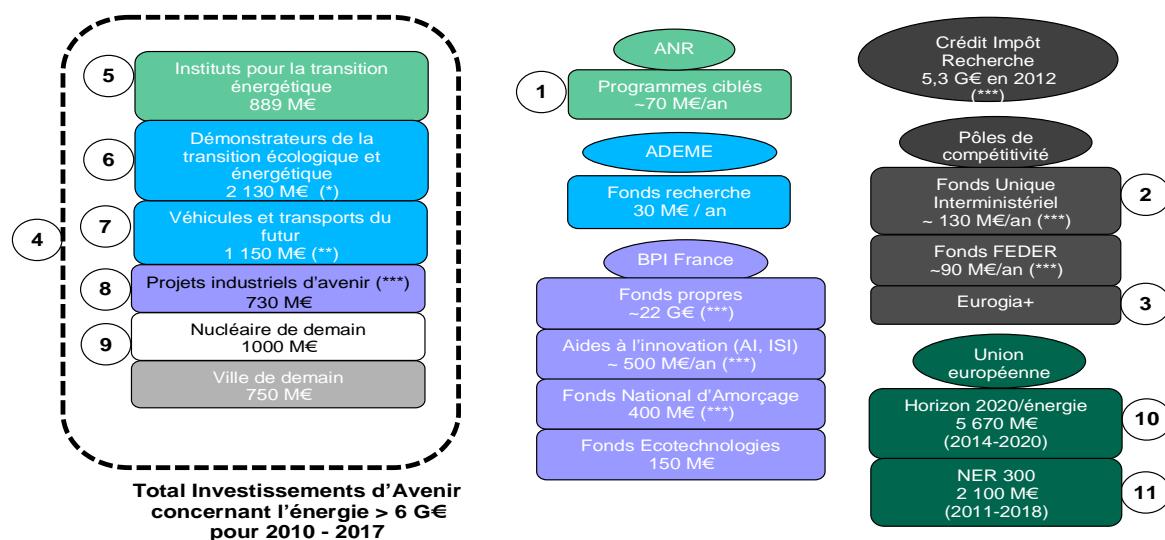 4
5
Instituts pour la transition
énergétique
889 M€
6
Démonstrateurs de la
transition écologique et
énergétique
2 130 M€  (*)
7
Véhicules et transports du
futur
1 150 M€  (**)
8
Projets industriels d'avenir (***)
730 M€
9
Nucléaire de demain
1000 M€
Ville de demain
750 M€
Total Investissements d'Avenir
concernant l'énergie > 6 G€
pour 2010 - 2017
ANR
1
Programmes ciblés
~70 M€/an
ADEME
Fonds recherche
30 M€ / an
BPI France
Fonds propres
~22 G€ (***)
Aides à l'innovation (AI, ISI)
~ 500 M€/an (***)
Fonds National d'Amorçage
400 M€ (***)
Fonds Ecotechnologies
150 M€
Crédit Impôt
Recherche
5,3 G€ en 2012
(***)
Pôles de
compétitivité
Fonds Unique
Interministériel
~ 130 M€/an (***)
2
Fonds FEDER
~90 M€/an (***)
Eurogia+
3
Union
européenne
Horizon 2020/énergie
5 670 M€
(2014-2020)
10
NER 300
2 100 M€
(2011-2018)
11